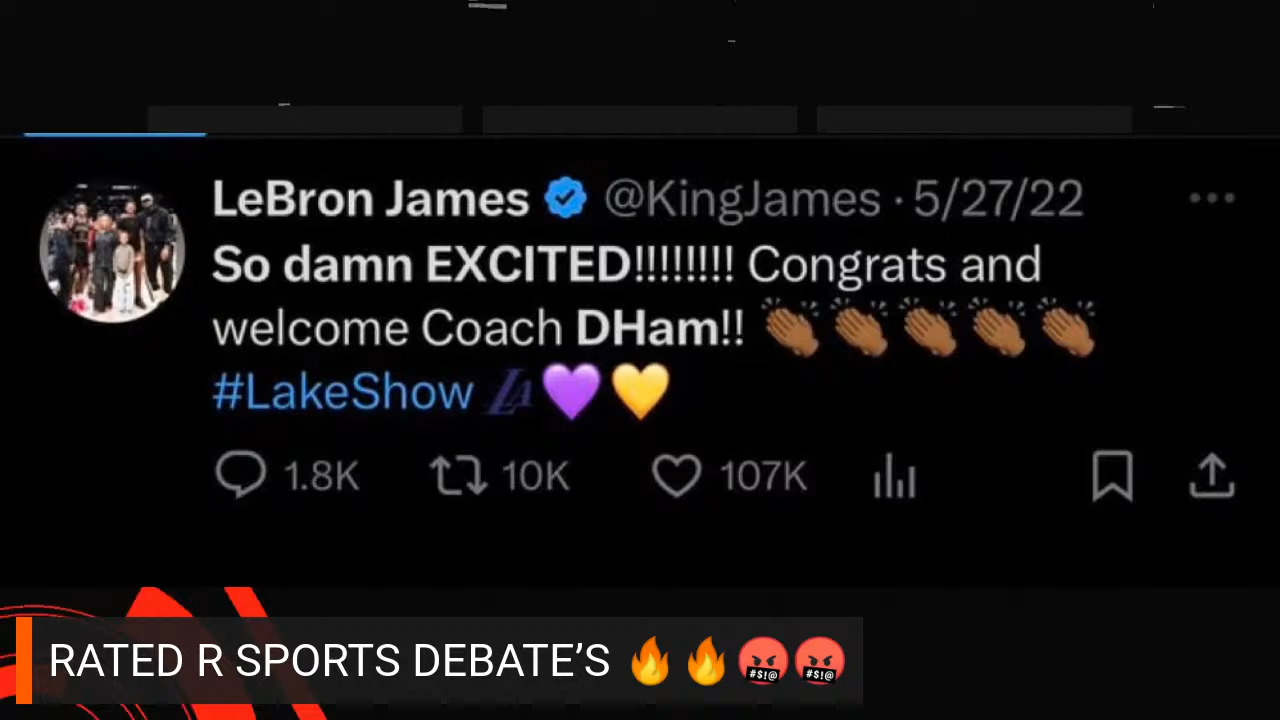 LeBron James @KingJames · 5/27/22
So damn EXCITED!!!!!!!! Congrats and
welcome Coach DHam!! 👏🏾👏🏾👏🏾👏🏾👏🏾
#LakeShow 💜💛
1.8K 10K 107K
RATED R SPORTS DEBATE’S 🔥🔥🤬🤬